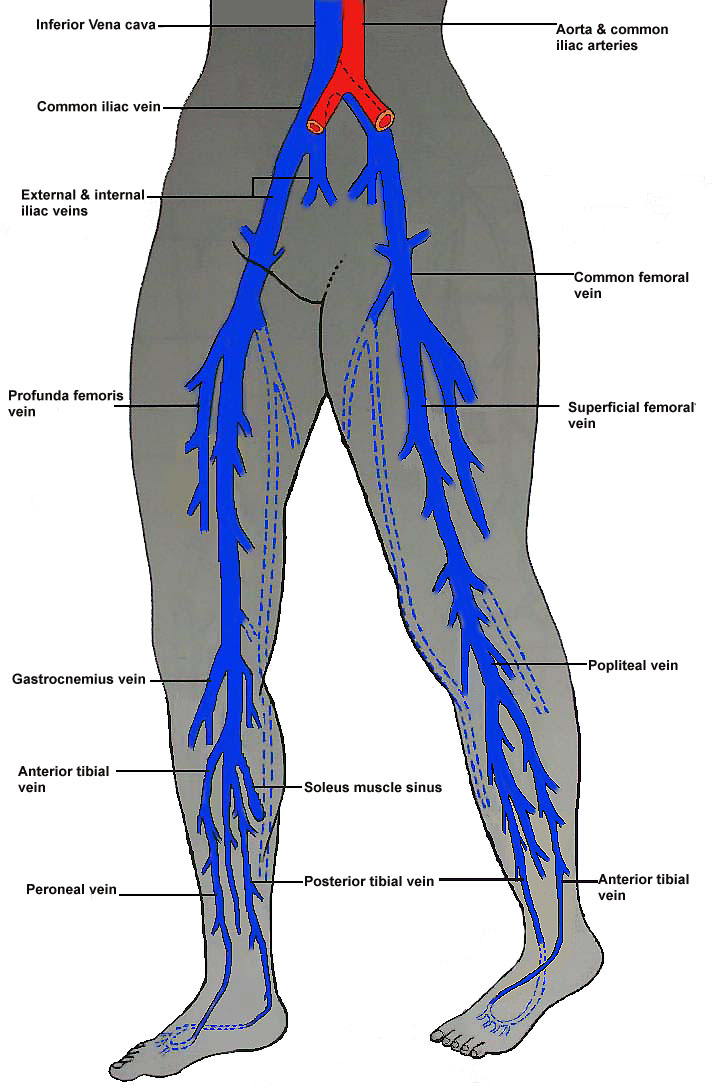 Inferior Vena cava
Aorta & common
iliac arteries
Common iliac vein
External & internal
iliac veins
Common femoral
vein
Profunda femoris
vein
Superficial femoral
vein
Gastrocnemius vein
Popliteal vein
Anterior tibial
vein
Soleus muscle sinus
Peroneal vein
Posterior tibial vein
Anterior tibial
vein